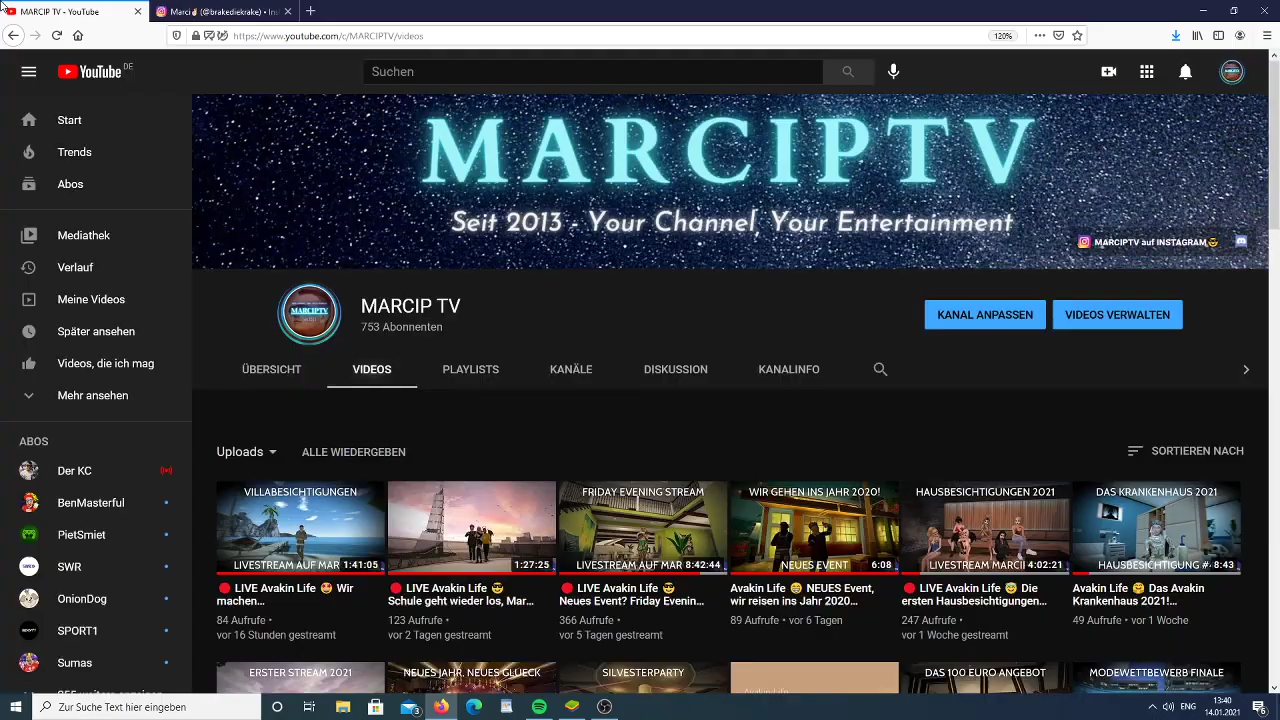 MARCIP TV - YouTube
Marci
(@brakediekrake) • In
https://www.youtube.com/c/MARCIPTV/videos
120%
YouTube DE
Suchen
Start
Trends
Abos
Mediathek
Verlauf
Meine Videos
Später ansehen
Videos, die ich mag
Mehr ansehen
ABOS
Der KC
BenMasterful
PietSmiet
SWR
OnionDog
SPORT1
Sumas
MARCIPTV
Seit 2013 - Your Channel, Your Entertainment
MARCIPTV auf INSTAGRAM
MARCIP TV
753 Abonnenten
KANAL ANPASSEN
VIDEOS VERWALTEN
ÜBERSICHT
VIDEOS
PLAYLISTS
KANÄLE
DISKUSSION
KANALINFO
Uploads
ALLE WIEDERGEBEN
SORTIEREN NACH
VILLABESICHTIGUNGEN
LIVESTREAM AUF MAR
1:41:05
LIVE Avakin Life Wir
machen...
84 Aufrufe
vor 16 Stunden gestreamt
1:27:25
LIVE Avakin Life
Schule geht wieder los, Mar...
123 Aufrufe
vor 2 Tagen gestreamt
FRIDAY EVENING STREAM
LIVESTREAM AUF MAR
8:42:44
LIVE Avakin Life
Neues Event? Friday Evenin...
366 Aufrufe
vor 5 Tagen gestreamt
WIR GEHEN INS JAHR 2020!
NEUES EVENT
6:08
Avakin Life NEUES Event,
wir reisen ins Jahr 2020...
89 Aufrufe • vor 6 Tagen
HAUSBESICHTIGUNGEN 2021
LIVESTREAM MARCII
4:02:21
LIVE Avakin Life Die
ersten Hausbesichtigungen...
247 Aufrufe
vor 1 Woche gestreamt
DAS KRANKENHAUS 2021
HAUSBESICHTIGUNG #
8:43
Avakin Life Das Avakin
Krankenhaus 2021!...
49 Aufrufe • vor 1 Woche
ERSTER STREAM 2021
NEUES JAHR, NEUES GLUECK
SILVESTERPARTY
Avakin Life
DAS 100 EURO ANGEBOT
MODEWETTBEWERB FINALE
Zur Suche Text hier eingeben
3
13:40
14.01.2021
6